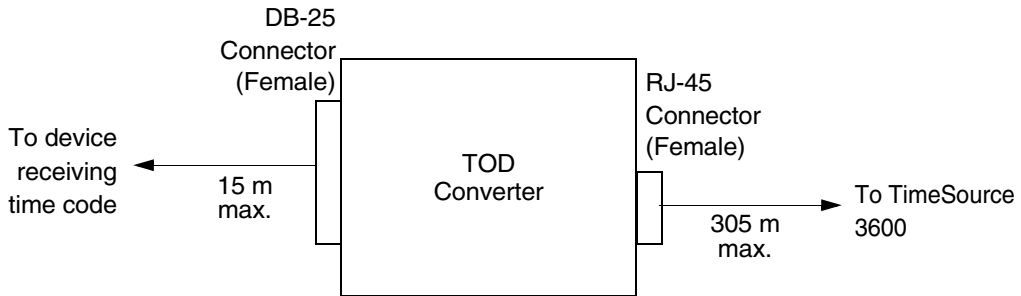 DB-25
Connector
(Female)
RJ-45
Connector
(Female)
To device
receiving
time code
15 m
max.
TOD
Converter
305 m
max.
To TimeSource
3600